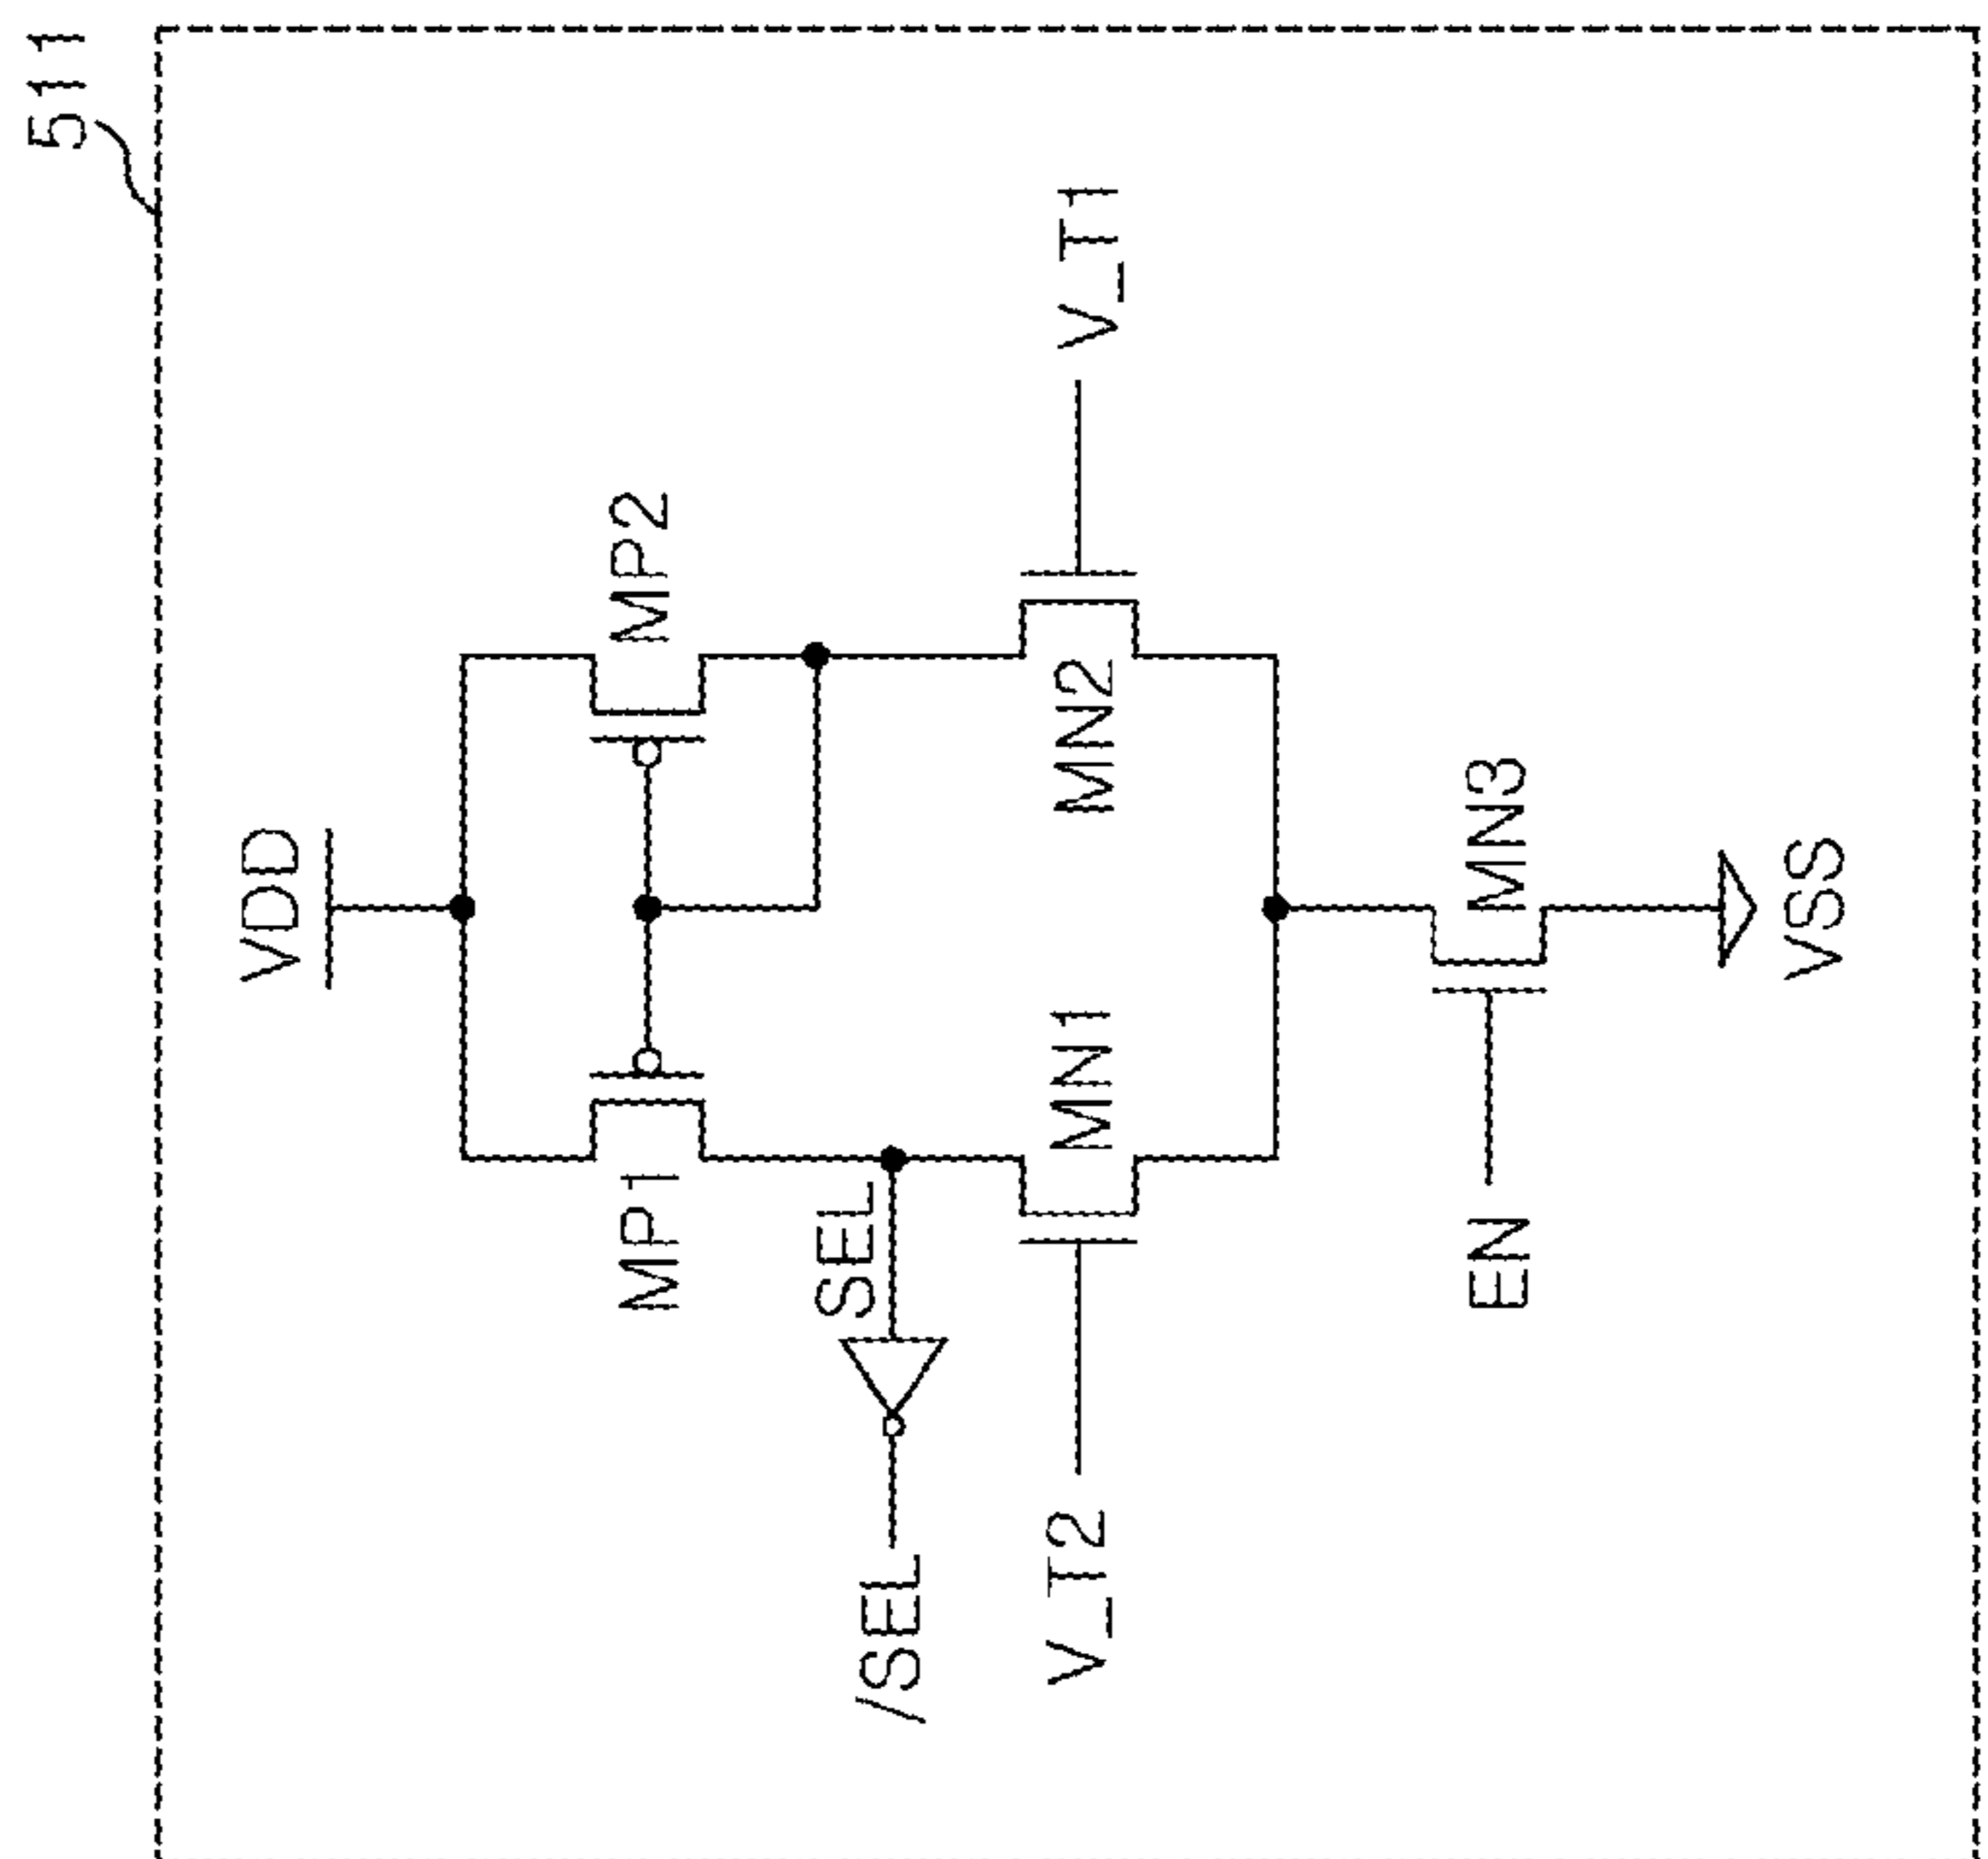 511
VDD
MP1
MP2
SEL
/SEL
V_T2
MN1
MN2
V_T1
EN
MN3
VSS